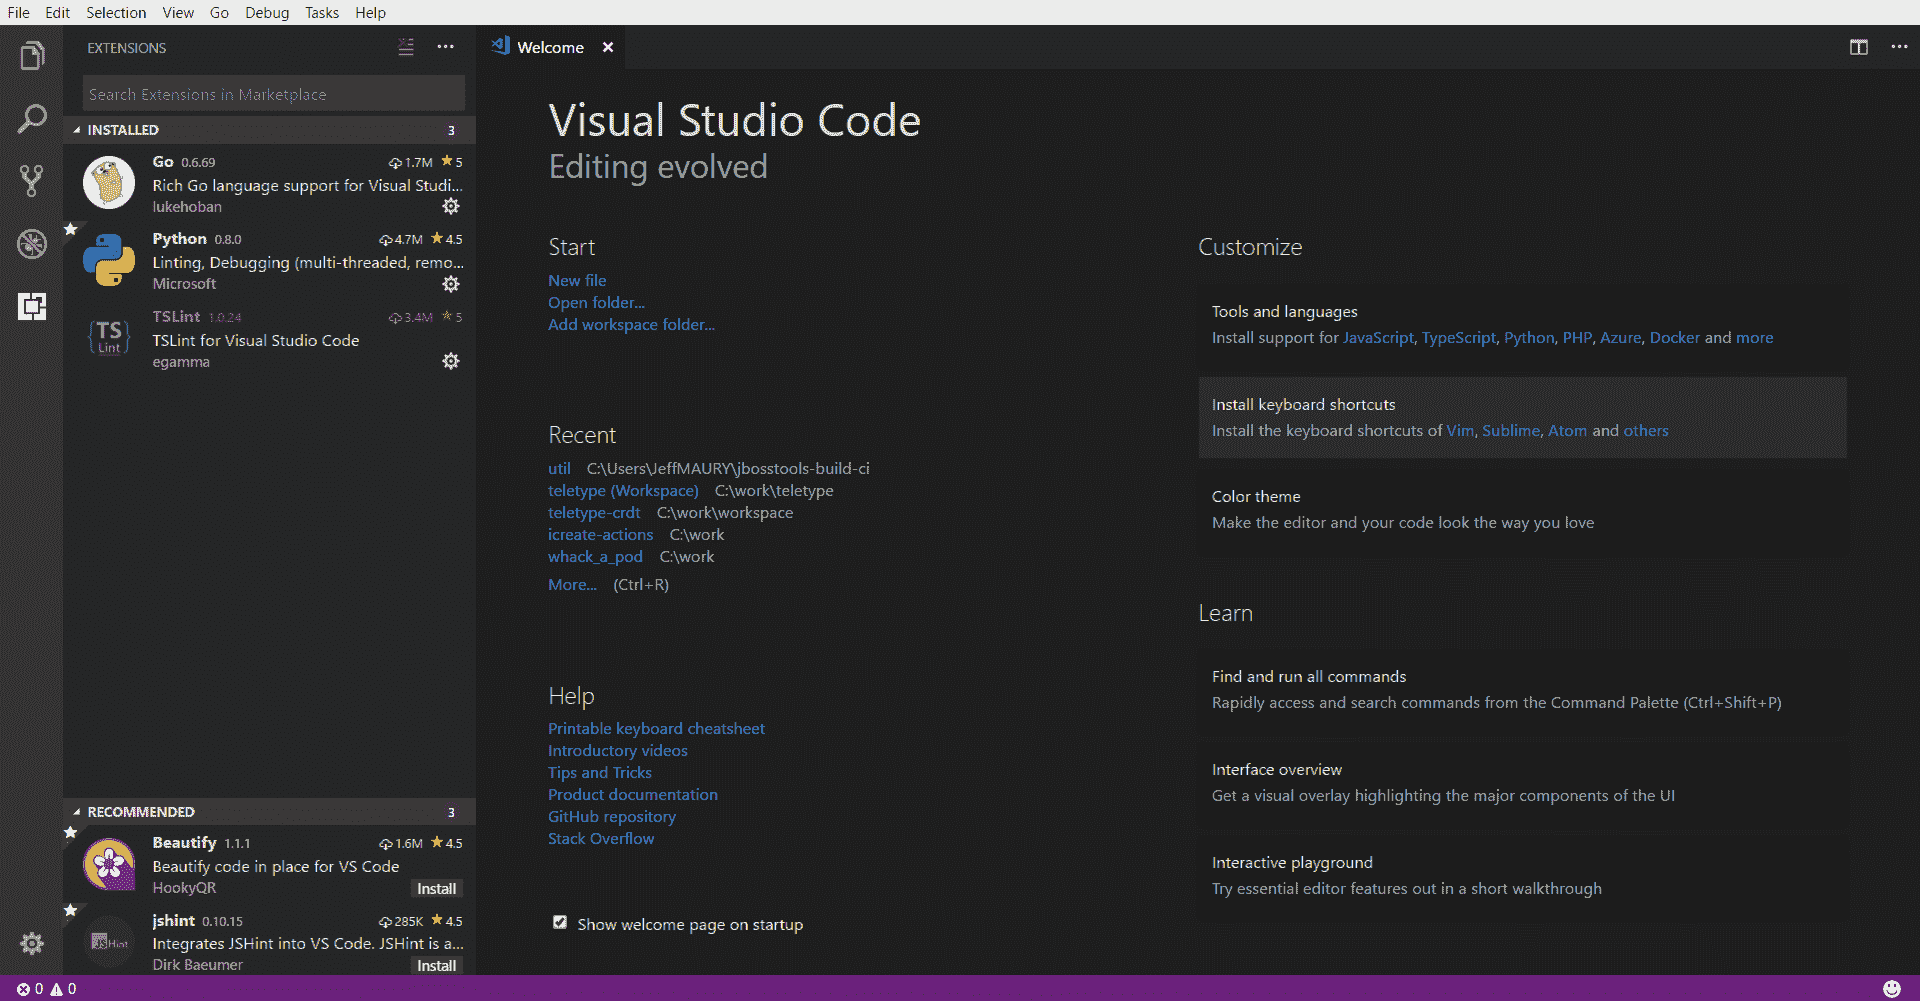 File Edit Selection View Go Debug Tasks Help
EXTENSIONS
Search Extensions in Marketplace
INSTALLED 3
Go 0.6.69 1.7M 5
Rich Go language support for Visual Studi...
lukehoban
Python 0.8.0 4.7M 4.5
Linting, Debugging (multi-threaded, remo...
Microsoft
TS Lint
TSLint 1.0.24 3.4M 5
TSLint for Visual Studio Code
egamma
RECOMMENDED 3
Beautify 1.1.1 1.6M 4.5
Beautify code in place for VS Code
HookyQR Install
JSHint
jshint 0.10.15 285K 4.5
Integrates JSHint into VS Code. JSHint is a...
Dirk Baeumer Install
Welcome
Visual Studio Code
Editing evolved
Start
New file
Open folder...
Add workspace folder...
Recent
util C:\Users\JeffMAURY\jbosstools-build-ci
teletype (Workspace) C:\work\teletype
teletype-crdt C:\work\workspace
icreate-actions C:\work
whack_a_pod C:\work
More... (Ctrl+R)
Help
Printable keyboard cheatsheet
Introductory videos
Tips and Tricks
Product documentation
GitHub repository
Stack Overflow
Show welcome page on startup
Customize
Tools and languages
Install support for JavaScript, TypeScript, Python, PHP, Azure, Docker and more
Install keyboard shortcuts
Install the keyboard shortcuts of Vim, Sublime, Atom and others
Color theme
Make the editor and your code look the way you love
Learn
Find and run all commands
Rapidly access and search commands from the Command Palette (Ctrl+Shift+P)
Interface overview
Get a visual overlay highlighting the major components of the UI
Interactive playground
Try essential editor features out in a short walkthrough
0 0